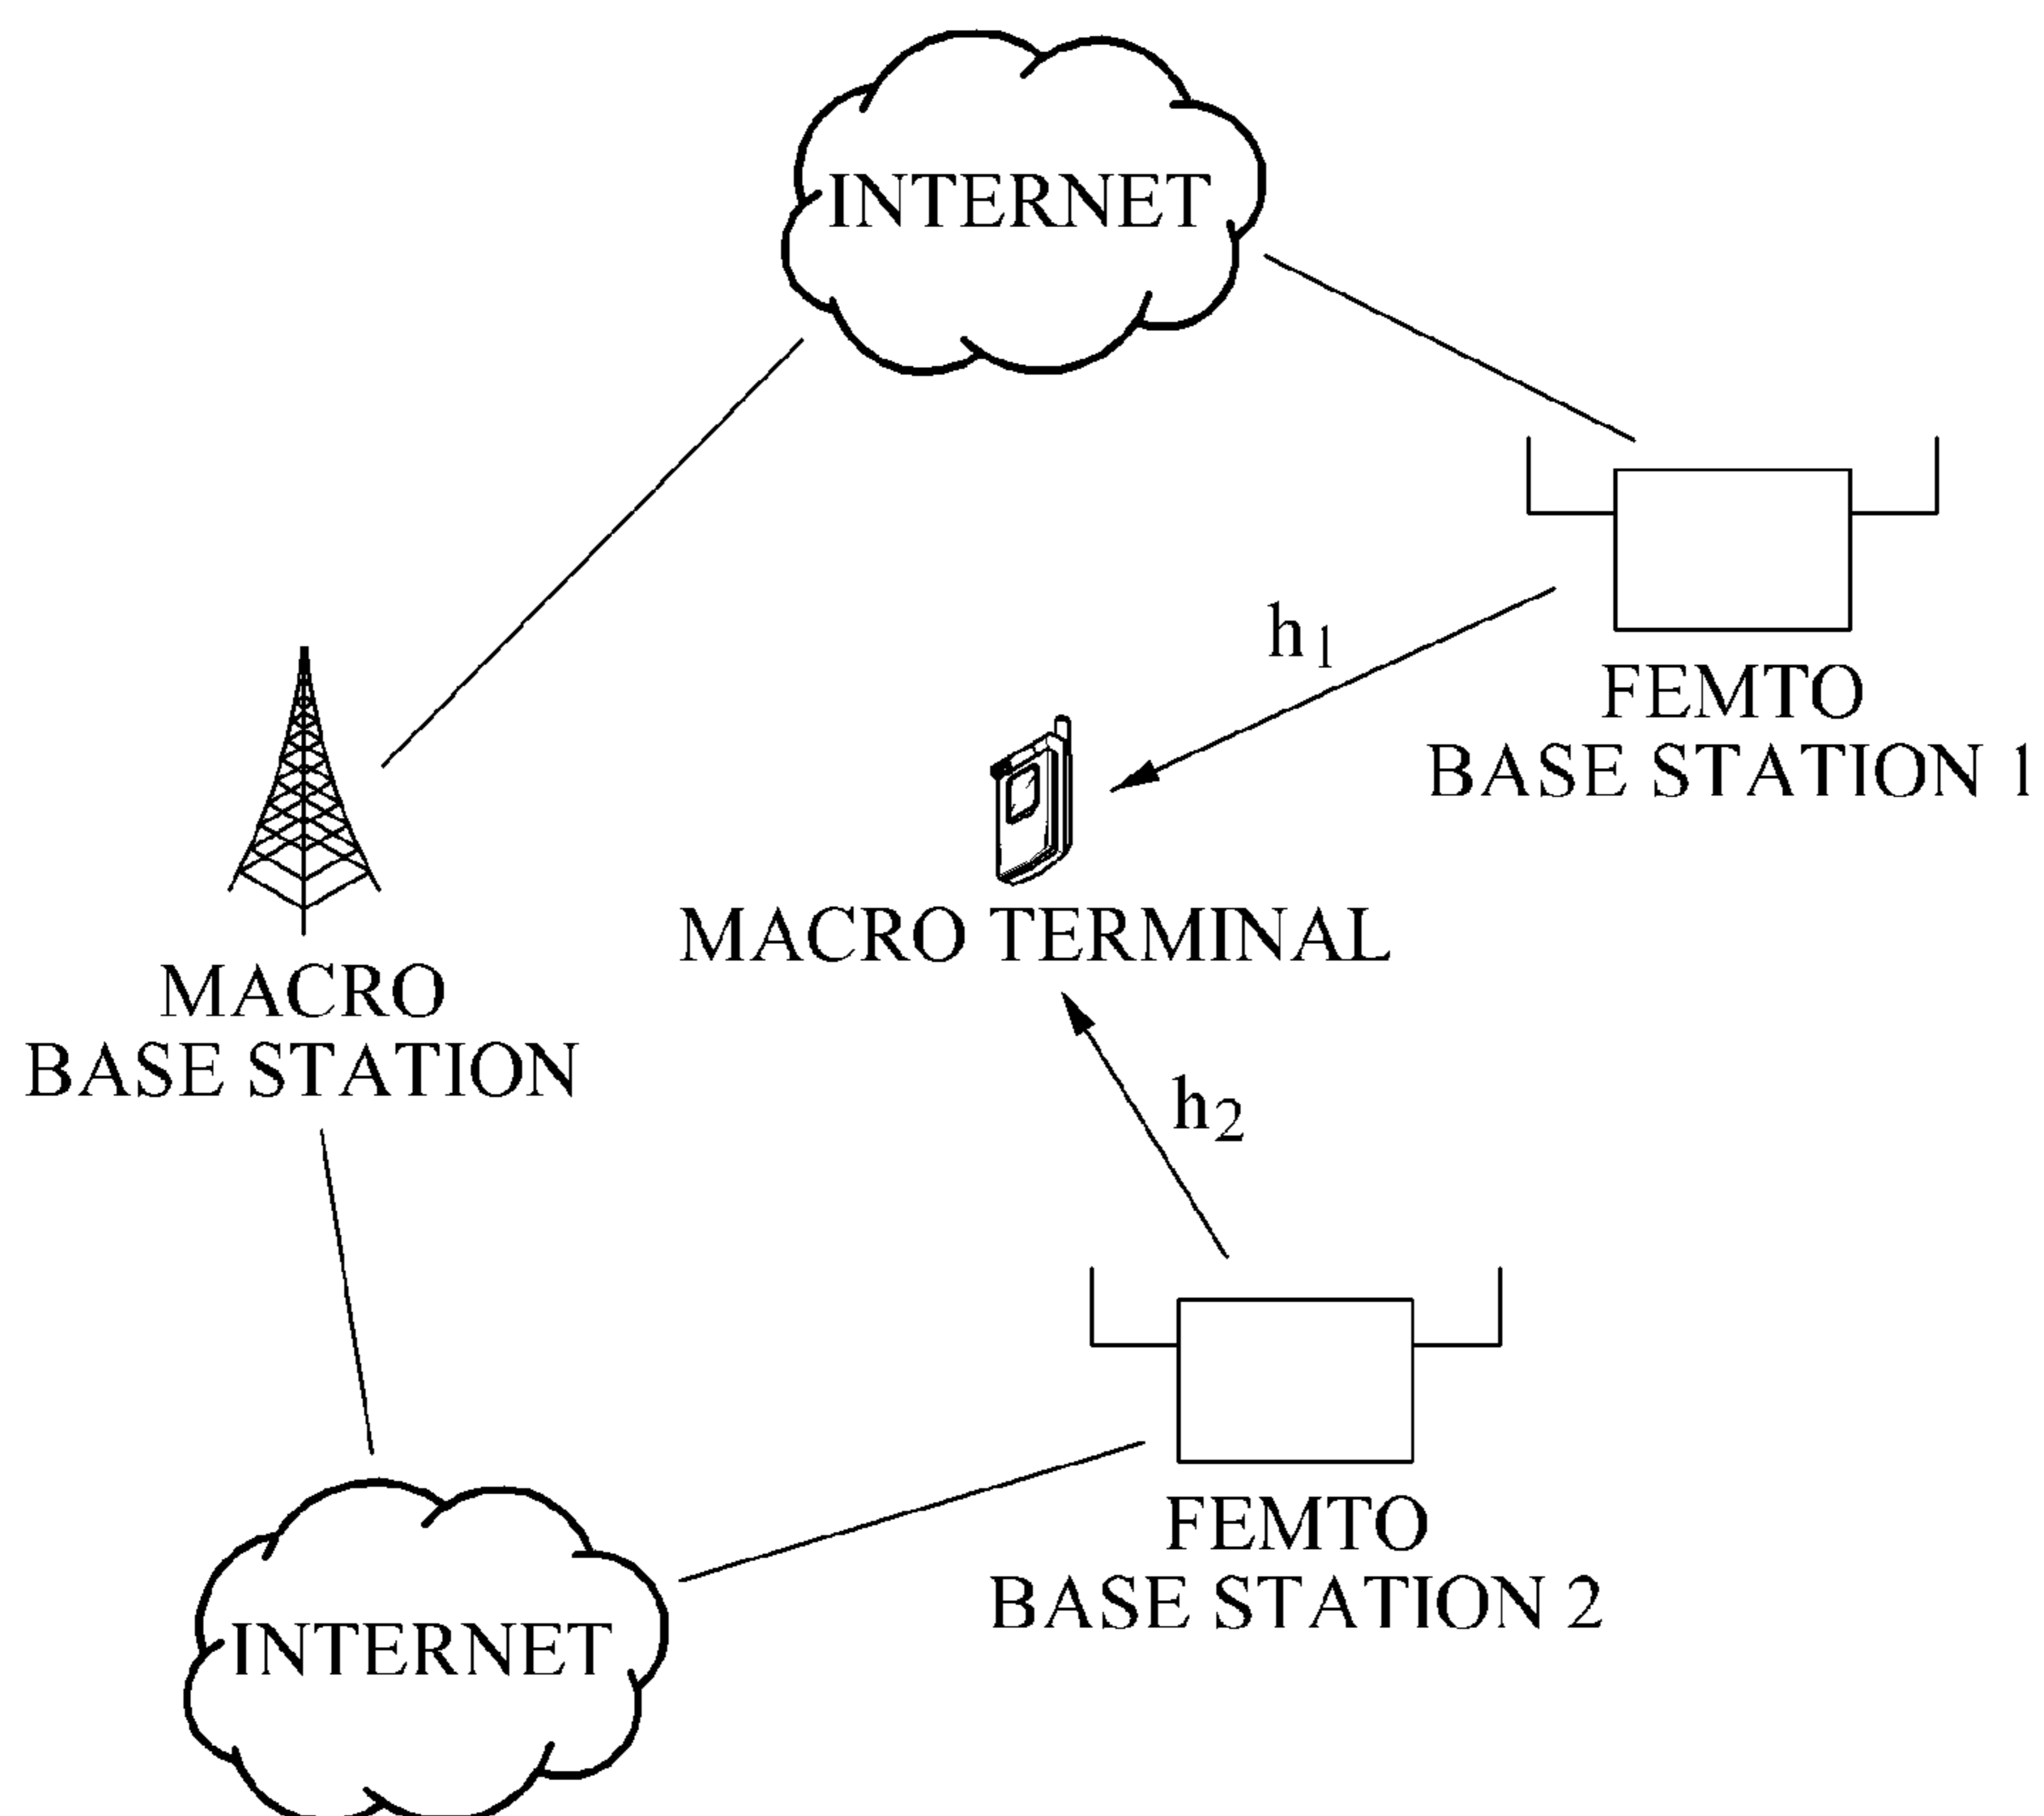 INTERNET
h1
FEMTO
BASE STATION 1
MACRO TERMINAL
MACRO
BASE STATION
h2
FEMTO
BASE STATION 2
INTERNET